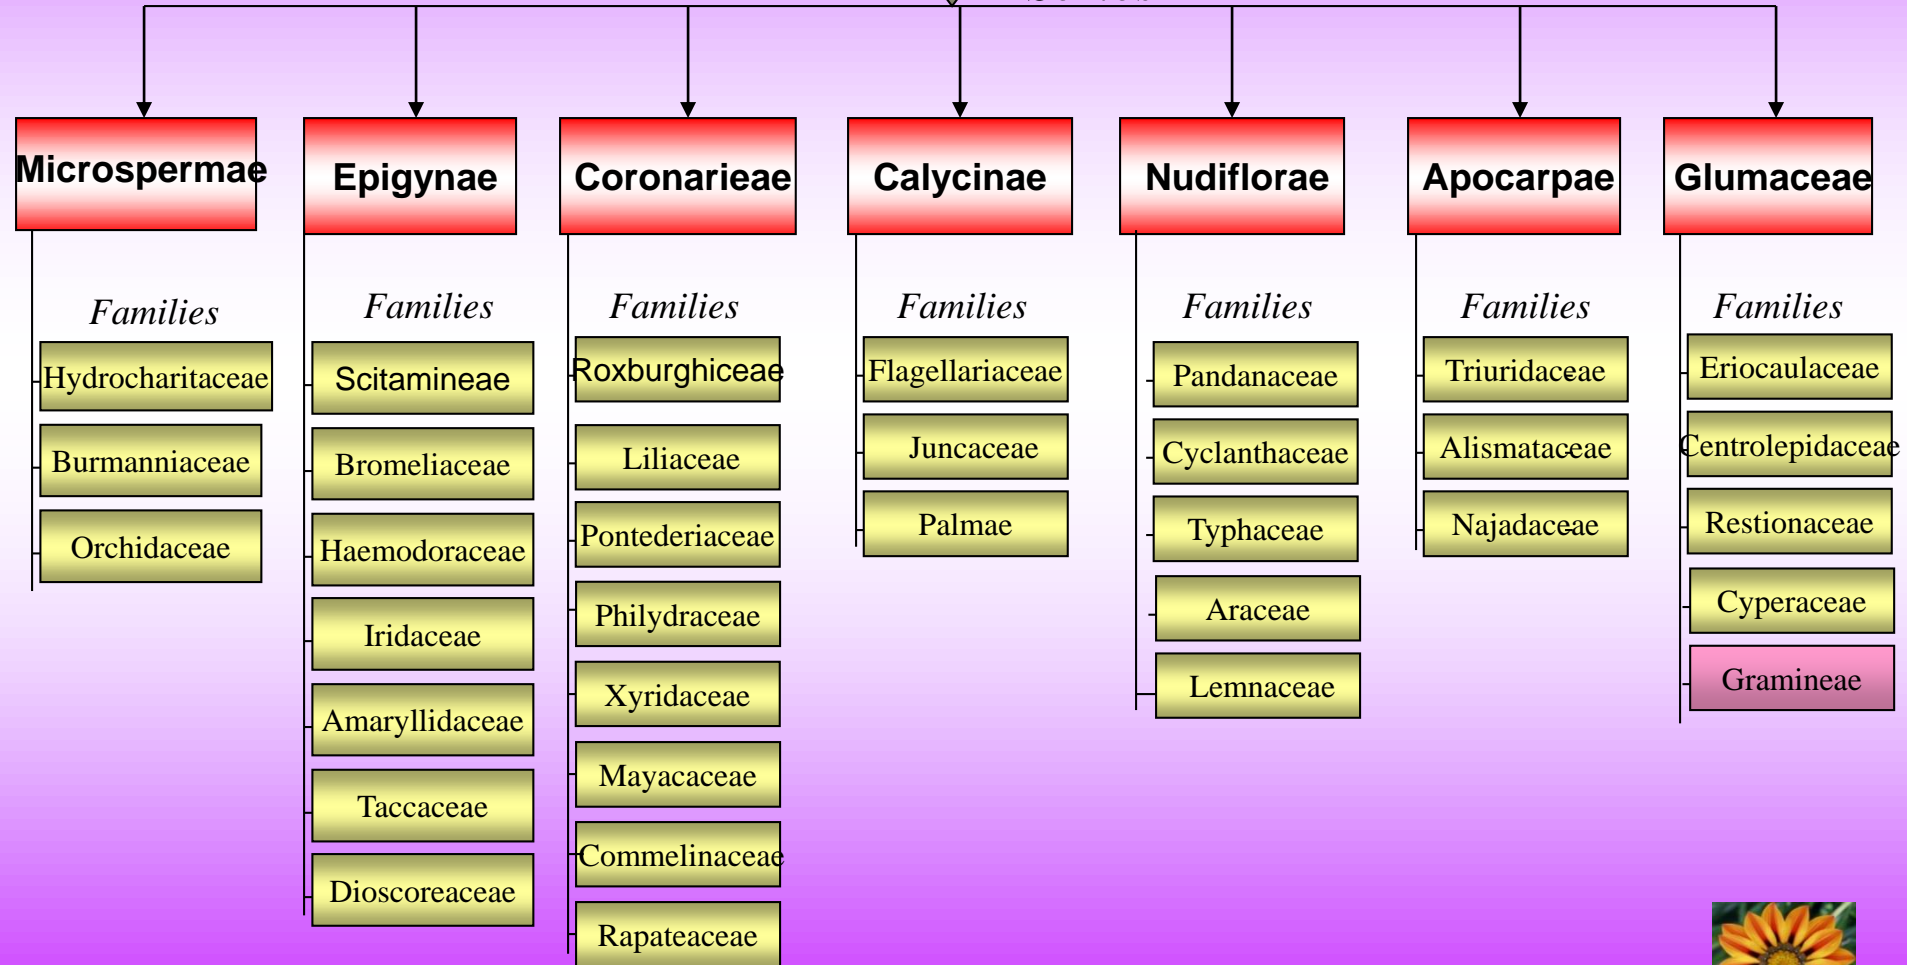 Microspermae
Epigynae
Coronarieae
Calycinae
Nudiflorae
Apocarpae
Glumaceae
Families
Hydrocharitaceae
Burmanniaceae
Orchidaceae
Families
Scitamineae
Bromeliaceae
Haemodoraceae
Iridaceae
Amaryllidaceae
Taccaceae
Dioscoreaceae
Families
Roxburghiceae
Liliaceae
Pontederiaceae
Philydraceae
Xyridaceae
Mayacaceae
Commelinaceae
Rapateaceae
Families
Flagellariaceae
Juncaceae
Palmae
Families
Pandanaceae
Cyclanthaceae
Typhaceae
Araceae
Lemnaceae
Families
Triuridaceae
Alismataceae
Najadaceae
Families
Eriocaulaceae
Centrolepidaceae
Restionaceae
Cyperaceae
Gramineae